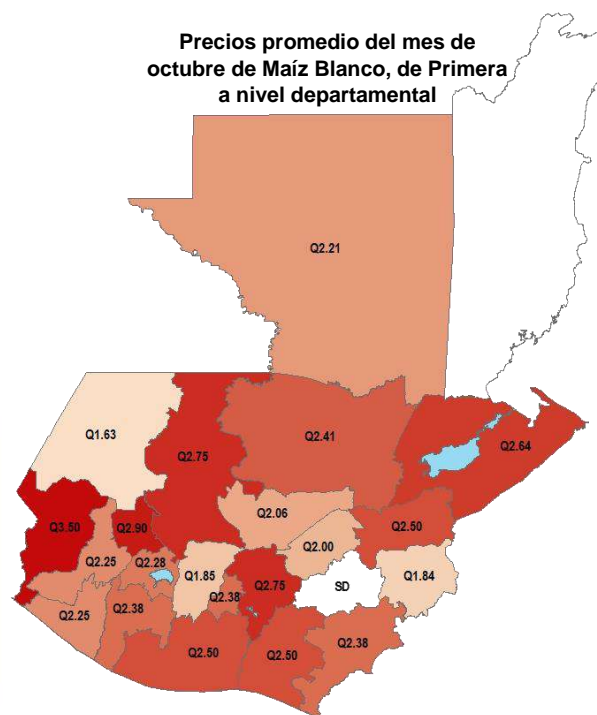 Precios promedio del mes de
octubre de Maíz Blanco, de Primera
a nivel departamental
Q2.21
Q1.63
Q2.75
Q2.41
Q2.64
Q3.50
Q2.90
Q2.06
Q2.50
Q2.25
Q2.28
Q2.00
Q1.85
Q2.75
SD
Q1.84
Q2.25
Q2.38
Q2.38
Q2.38
Q2.50
Q2.50